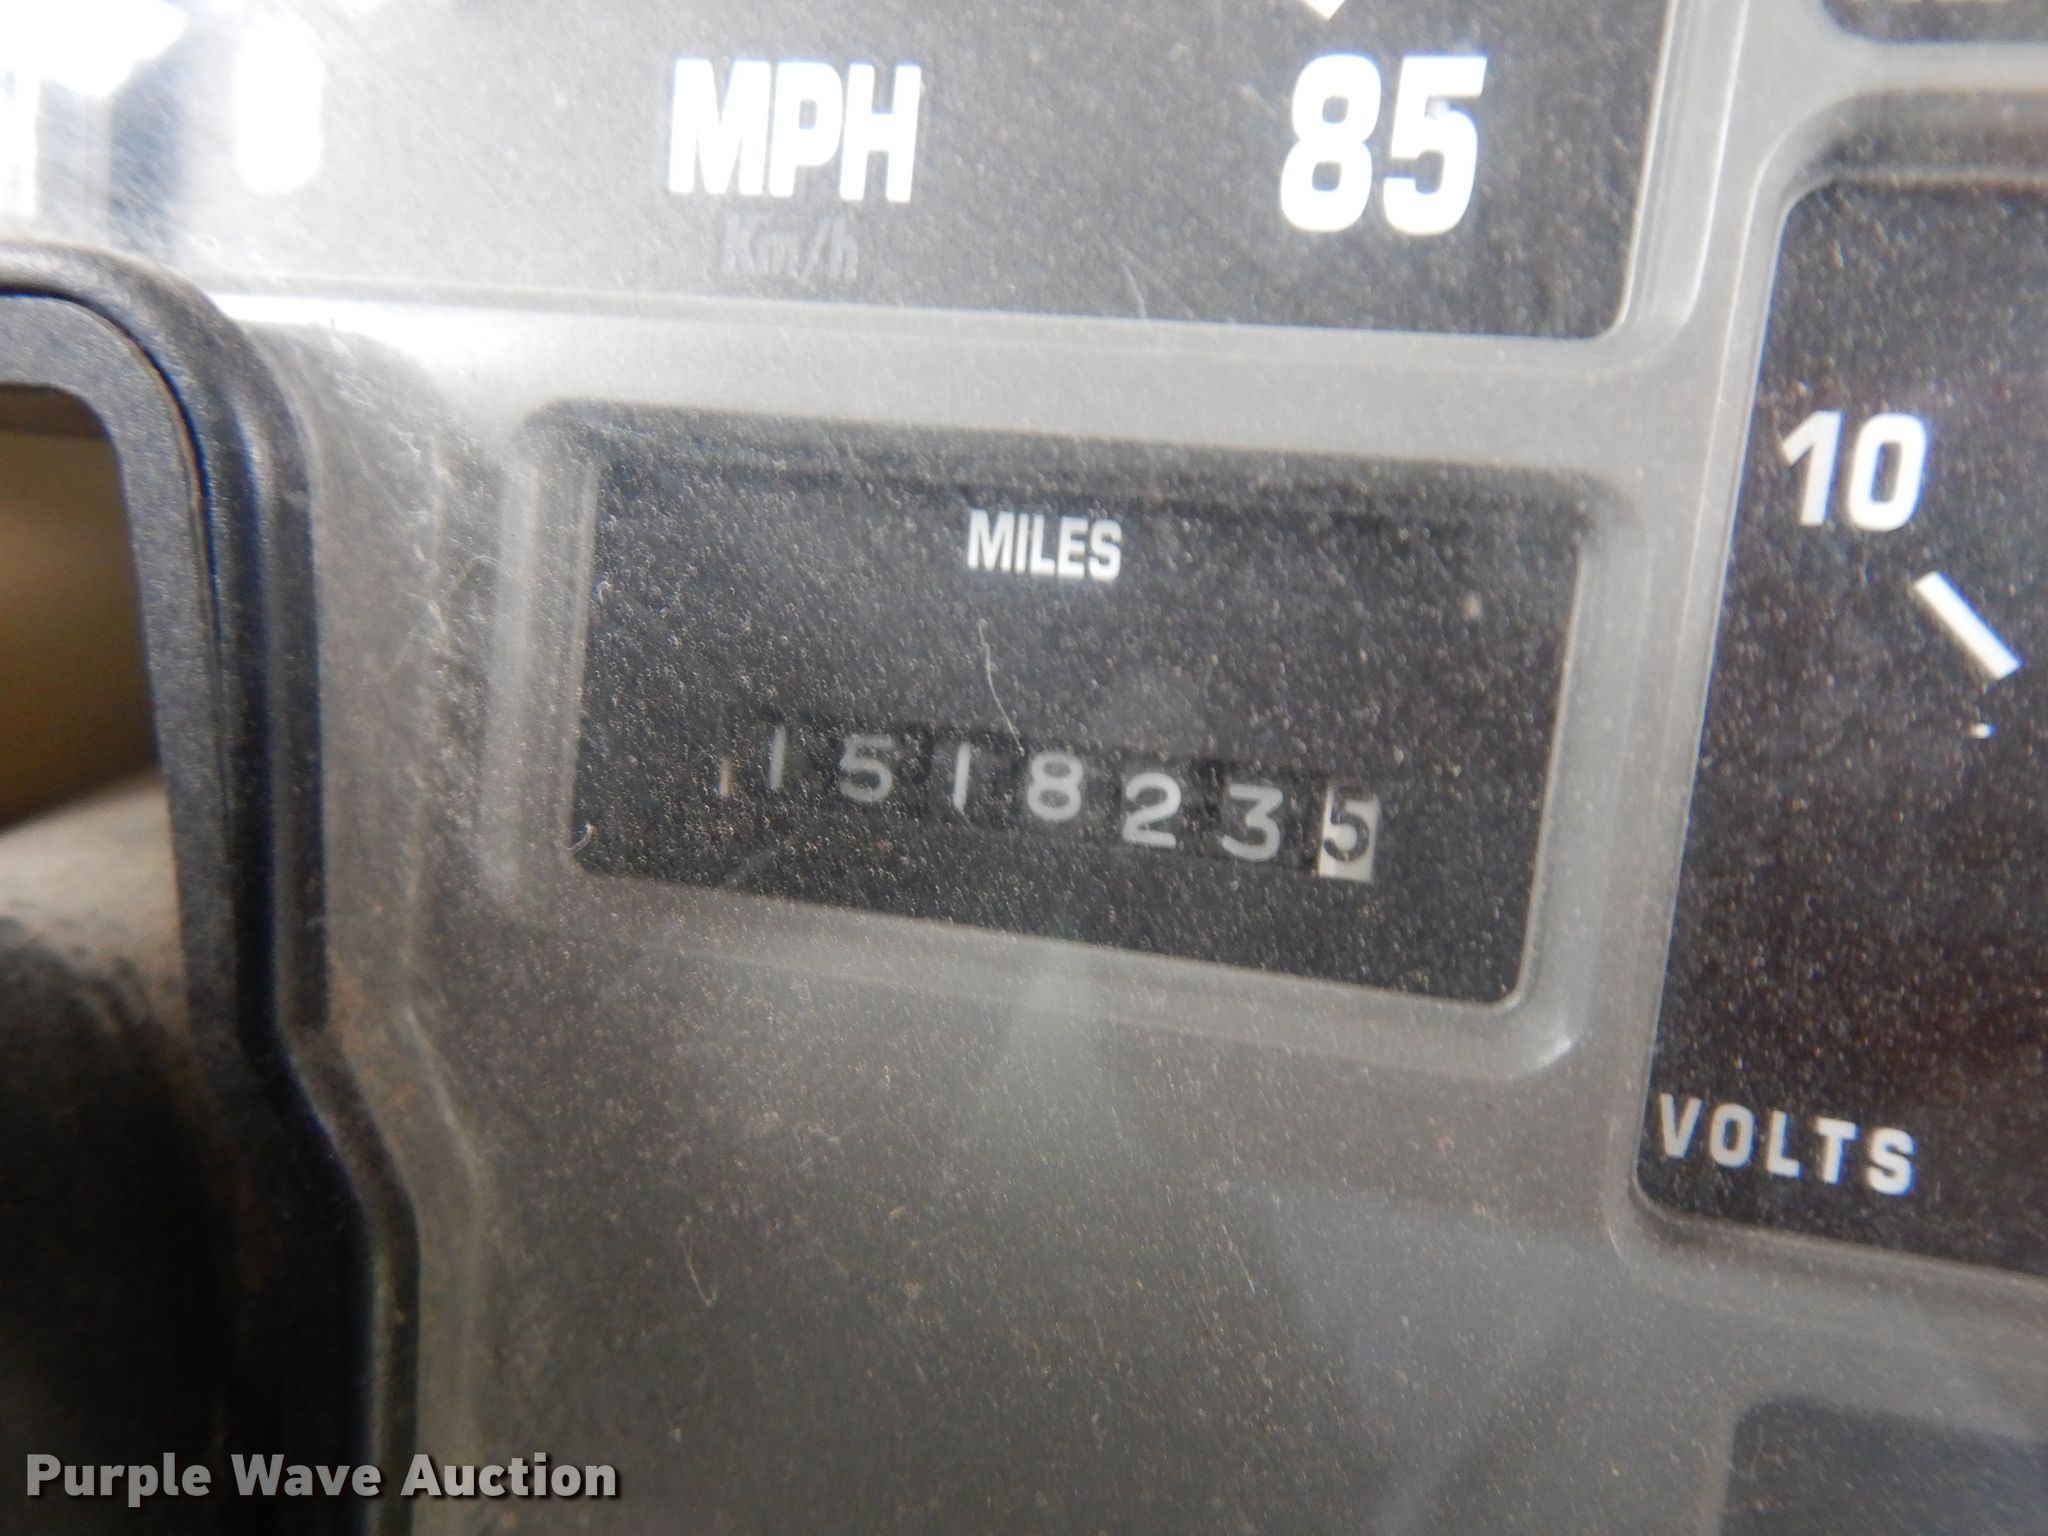 MPH 85
Km/h
10
MILES
1518235
VOLTS
Purple Wave Auction